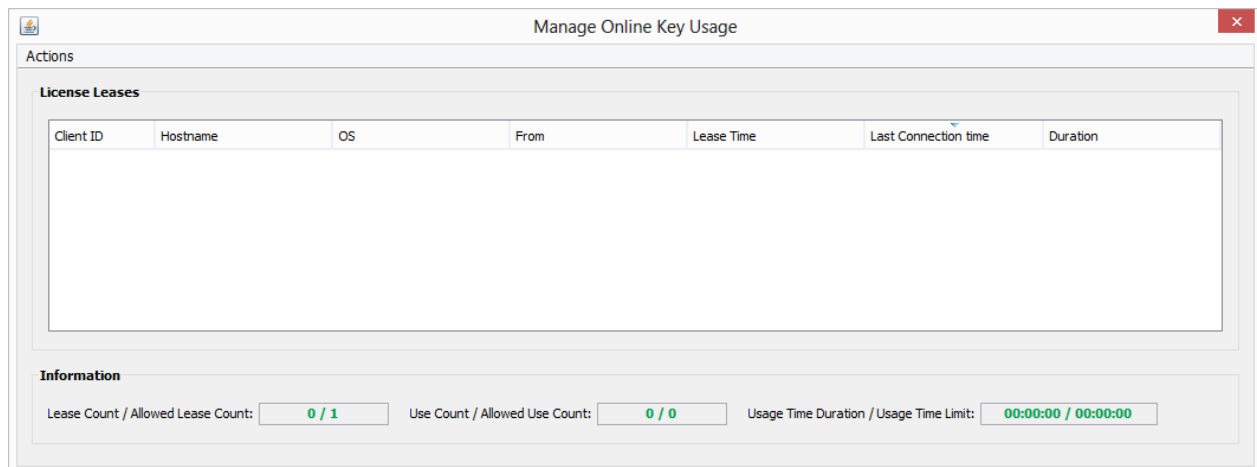 Manage Online Key Usage
Actions
License Leases
Client ID Hostname OS From Lease Time Last Connection time Duration
Information
Lease Count / Allowed Lease Count: 0 / 1 Use Count / Allowed Use Count: 0 / 0 Usage Time Duration / Usage Time Limit: 00:00:00 / 00:00:00